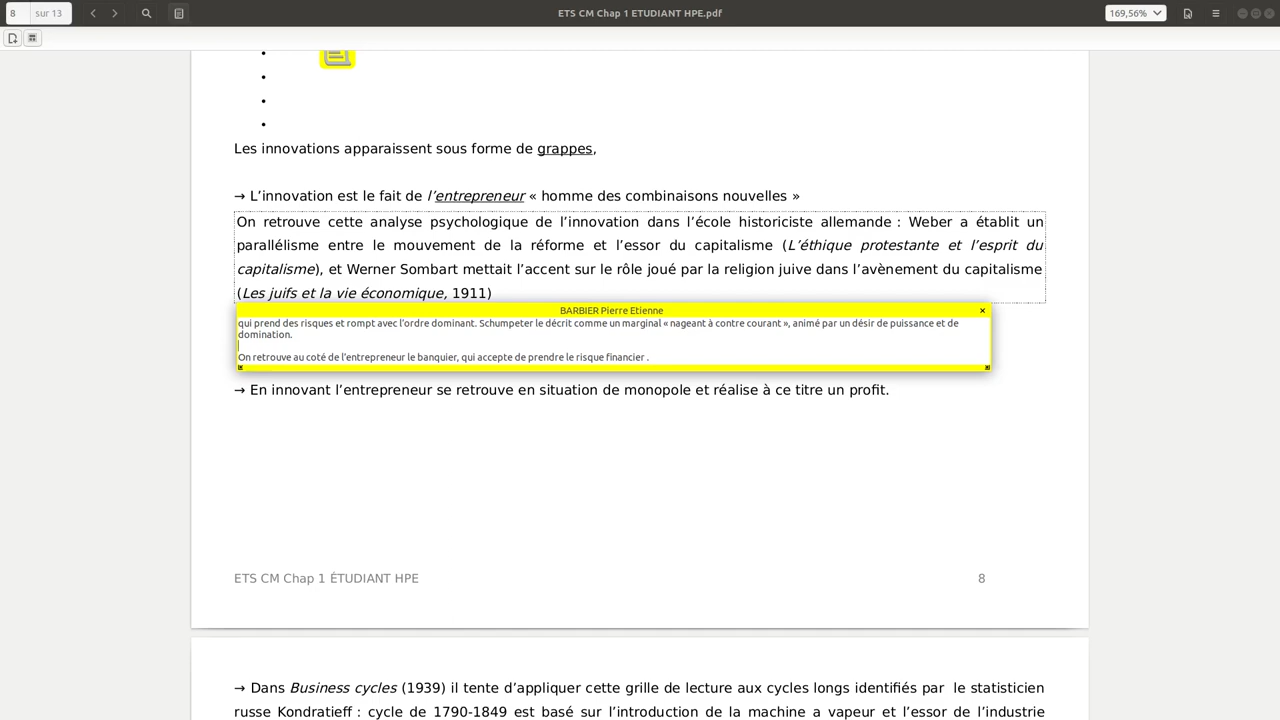 8 sur 13 ETS CM Chap 1 ETUDIANT HPE.pdf 169,56%
•
•
•
•
Les innovations apparaissent sous forme de grappes,
→ L’innovation est le fait de l’entrepreneur « homme des combinaisons nouvelles »
On retrouve cette analyse psychologique de l’innovation dans l’école historiciste allemande : Weber a établit un
parallélisme entre le mouvement de la réforme et l’essor du capitalisme (L’éthique protestante et l’esprit du
capitalisme), et Werner Sombart mettait l’accent sur le rôle joué par la religion juive dans l’avènement du capitalisme
(Les juifs et la vie économique, 1911)
BARBIER Pierre Etienne
qui prend des risques et rompt avec l'ordre dominant. Schumpeter le décrit comme un marginal « nageant à contre courant », animé par un désir de puissance et de
domination.
On retrouve au coté de l'entrepreneur le banquier, qui accepte de prendre le risque financier .
→ En innovant l’entrepreneur se retrouve en situation de monopole et réalise à ce titre un profit.
ETS CM Chap 1 ÉTUDIANT HPE 8
→ Dans Business cycles (1939) il tente d’appliquer cette grille de lecture aux cycles longs identifiés par le statisticien
russe Kondratieff : cycle de 1790-1849 est basé sur l’introduction de la machine a vapeur et l’essor de l’industrie